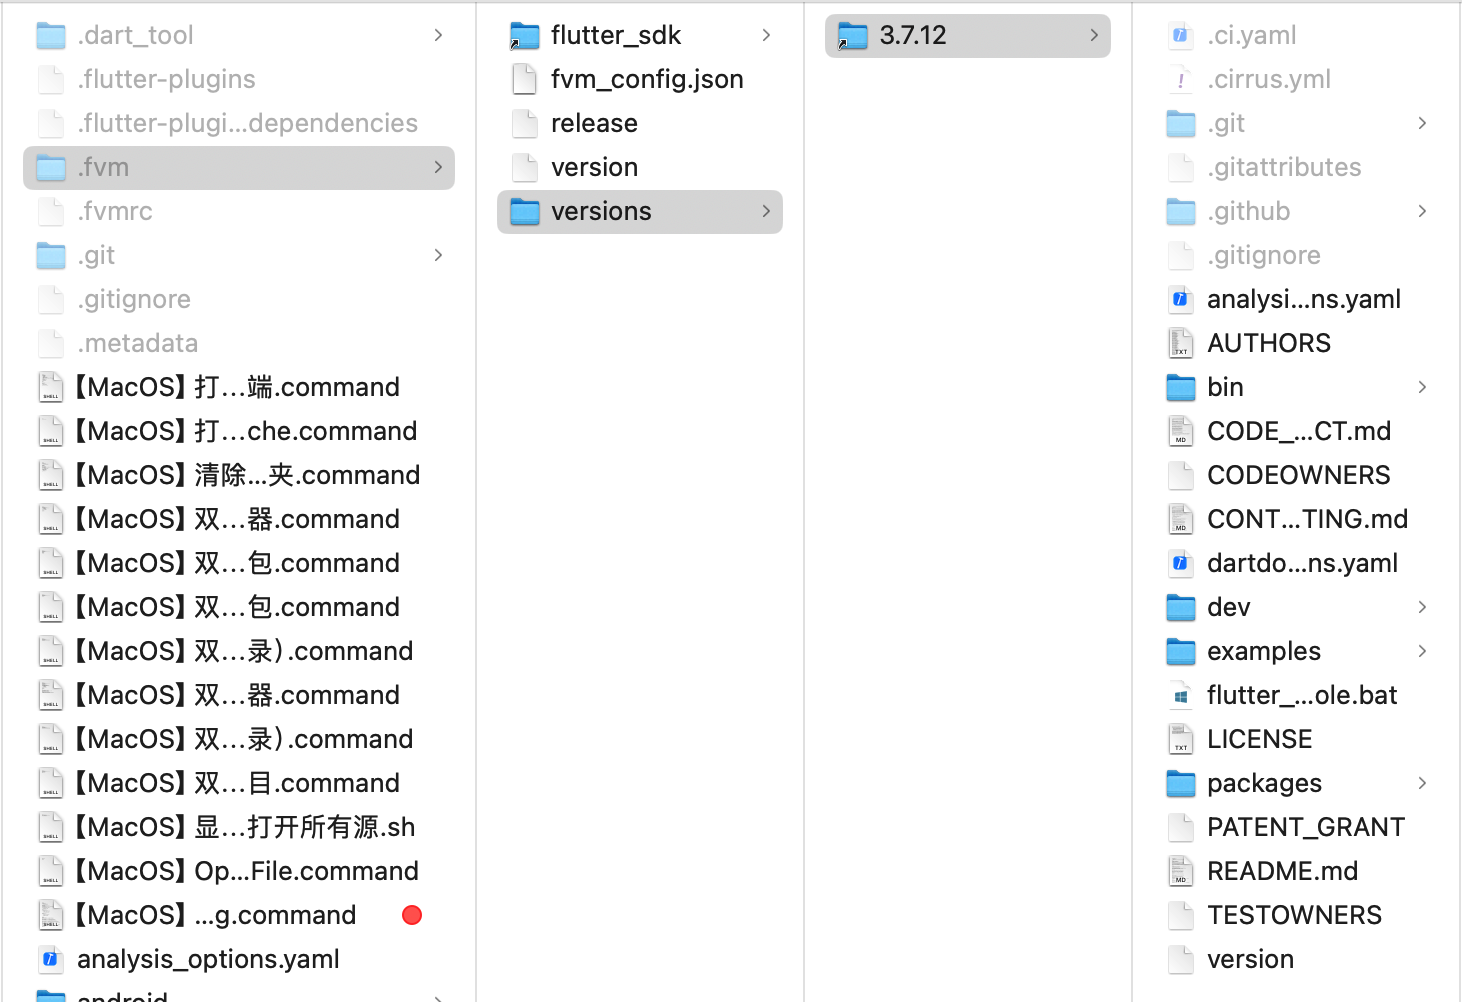 .dart_tool
.flutter-plugins
.flutter-plugi...dependencies
.fvm
.fvmrc
.git
.gitignore
.metadata
【MacOS】打...端.command
【MacOS】打...che.command
【MacOS】清除...夹.command
【MacOS】双...器.command
【MacOS】双...包.command
【MacOS】双...包.command
【MacOS】双...录）.command
【MacOS】双...器.command
【MacOS】双...录）.command
【MacOS】双...目.command
【MacOS】显...打开所有源.sh
【MacOS】Op...File.command
【MacOS】...g.command
analysis_options.yaml
android
flutter_sdk
fvm_config.json
release
version
versions
3.7.12
.ci.yaml
.cirrus.yml
.git
.gitattributes
.github
.gitignore
analysi...ns.yaml
AUTHORS
bin
CODE_...CT.md
CODEOWNERS
CONT...TING.md
dartdo...ns.yaml
dev
examples
flutter_...ole.bat
LICENSE
packages
PATENT_GRANT
README.md
TESTOWNERS
version